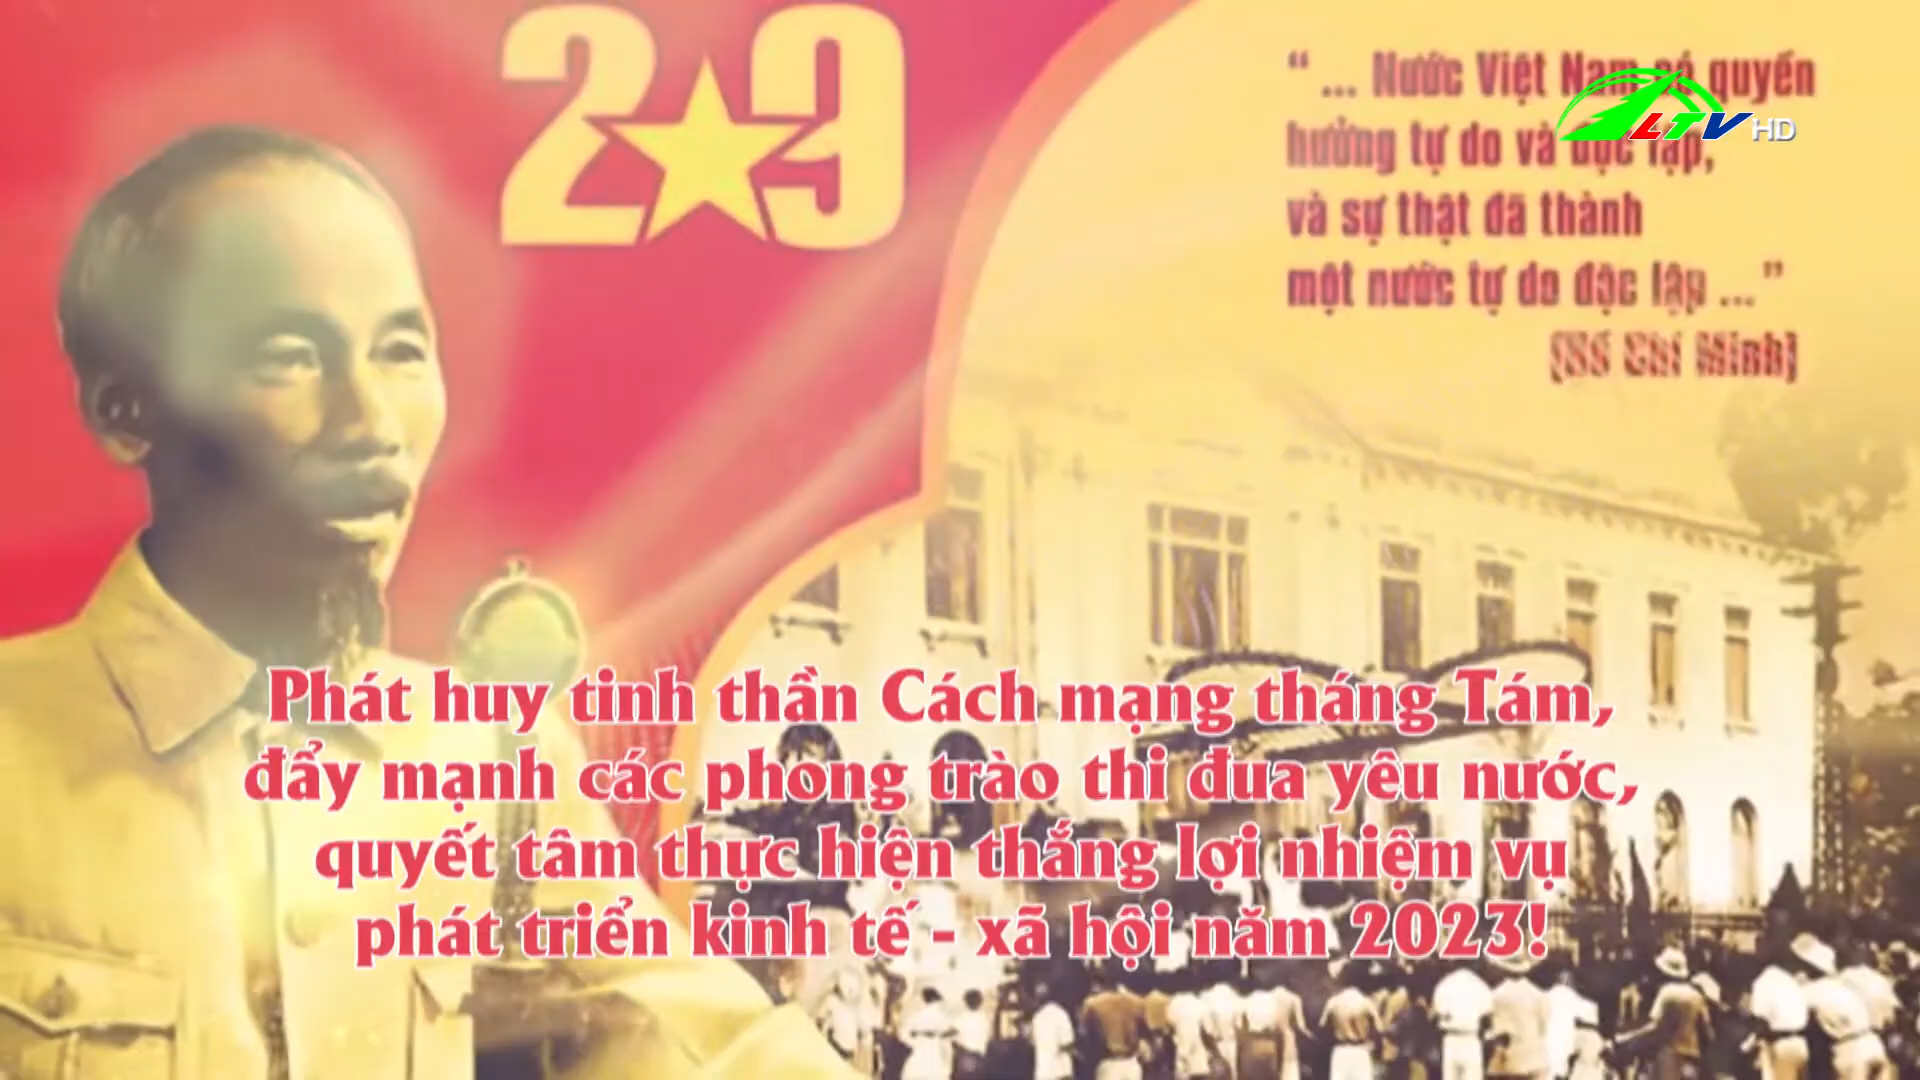 2★9
“ ... Nước Việt Nam có quyền
hưởng tự do và độc lập,
và sự thật đã thành
một nước tự do độc lập ... ”
[Hồ Chí Minh]
LTV HD
Phát huy tinh thần Cách mạng tháng Tám,
đẩy mạnh các phong trào thi đua yêu nước,
quyết tâm thực hiện thắng lợi nhiệm vụ
phát triển kinh tế - xã hội năm 2023!